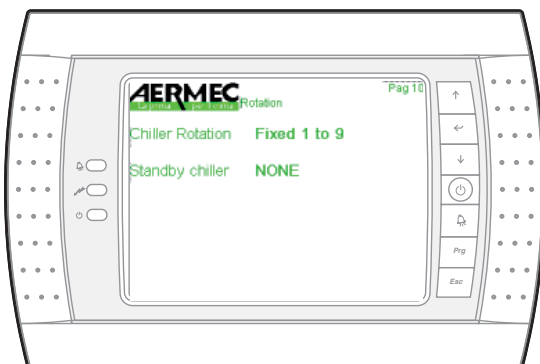 AERMEC
Rotation
Pag 10
Chiller Rotation Fixed 1 to 9
Standby chiller NONE
Prg
Esc